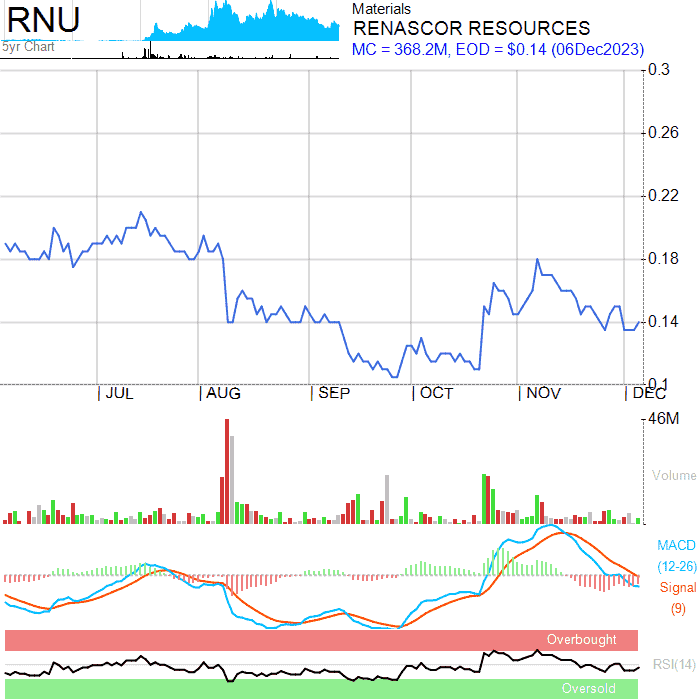 RNU
5yr Chart
Materials
RENASCOR RESOURCES
MC = 368.2M, EOD = $0.14 (06Dec2023)
0.3
0.26
0.22
0.18
0.14
0.1
JUL
AUG
SEP
OCT
NOV
DEC
46M
Volume
MACD
(12-26)
Signal
(9)
Overbought
RSI(14)
Oversold